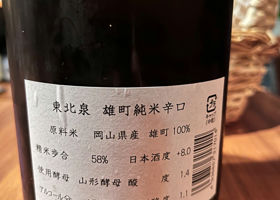 東北泉 雄町純米辛口
原料米 岡山県産 雄町100%
精米歩合 58% 日本酒度 +8.0
使用酵母 山形酵母 酸度 1.4
アルコール分 1.1